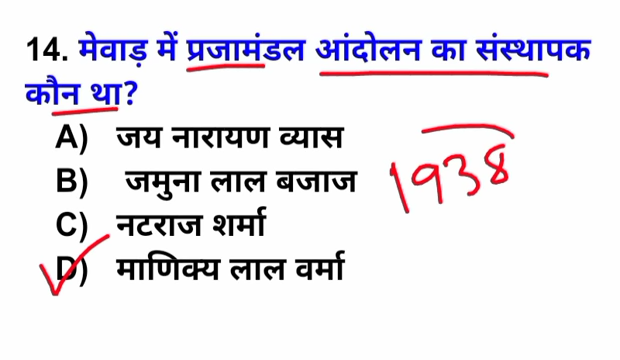 14. मेवाड़ में प्रजामंडल आंदोलन का संस्थापक
कौन था?
A) जय नारायण व्यास
B) जमुना लाल बजाज
1938
C) नटराज शर्मा
D) माणिक्य लाल वर्मा